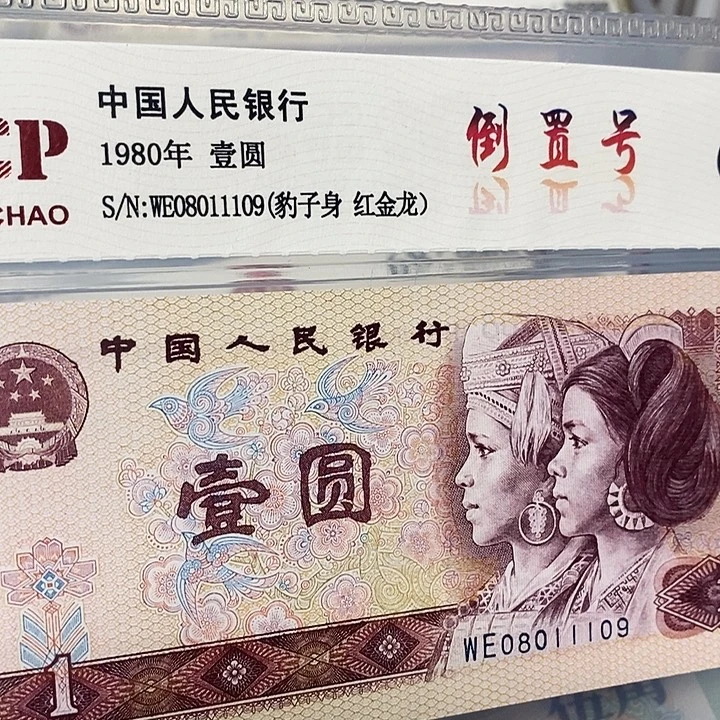 中国人民银行
1980年 壹圆
S/N:WE08011109(豹子身 红金龙)
倒置号
CP
CHAO
中国人民银行
壹圆
WE08011109
1